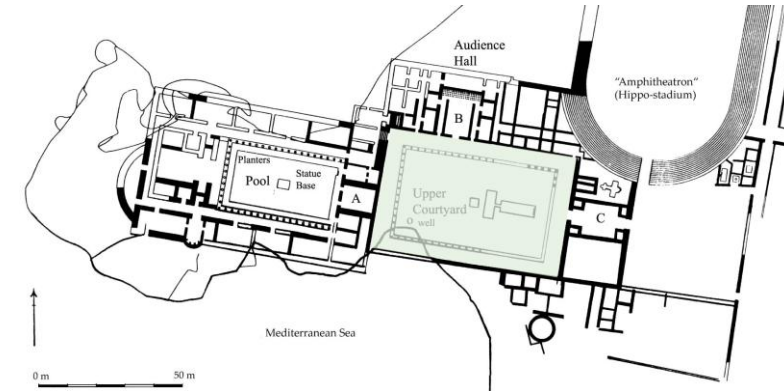 Audience
Hall
"Amphitheatron"
(Hippo-stadium)
B
Planters
Pool
Statue
Base
A
Upper
Courtyard
well
C
Mediterranean Sea
0 m
50 m